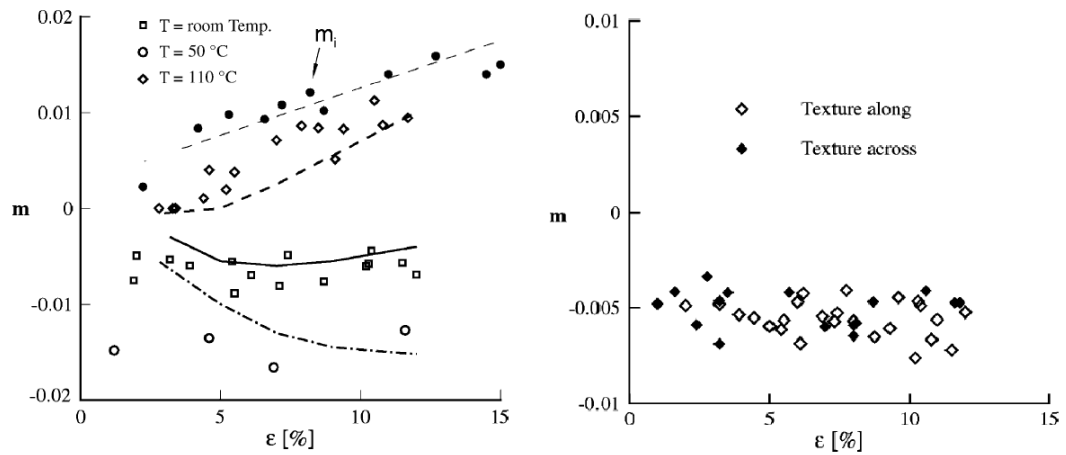 0.02
0.01
0
-0.01
-0.02
m
T = room Temp.
T = 50 °C
T = 110 °C
m_i
0
5
10
15
ε [%]
0.01
0.005
0
-0.005
-0.01
m
Texture along
Texture across
0
5
10
15
ε [%]